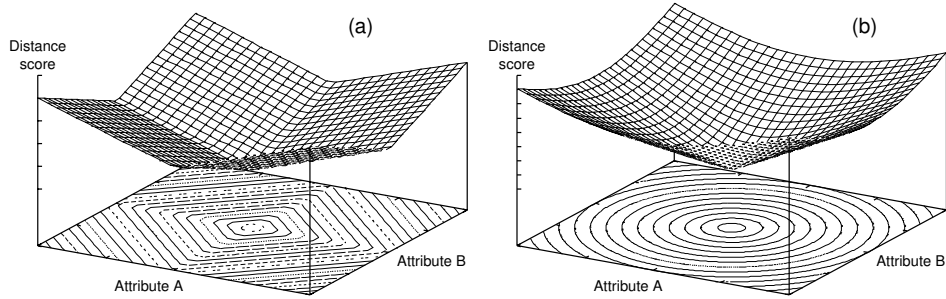 (a)
Distance
score
Attribute A
Attribute B
(b)
Distance
score
Attribute A
Attribute B